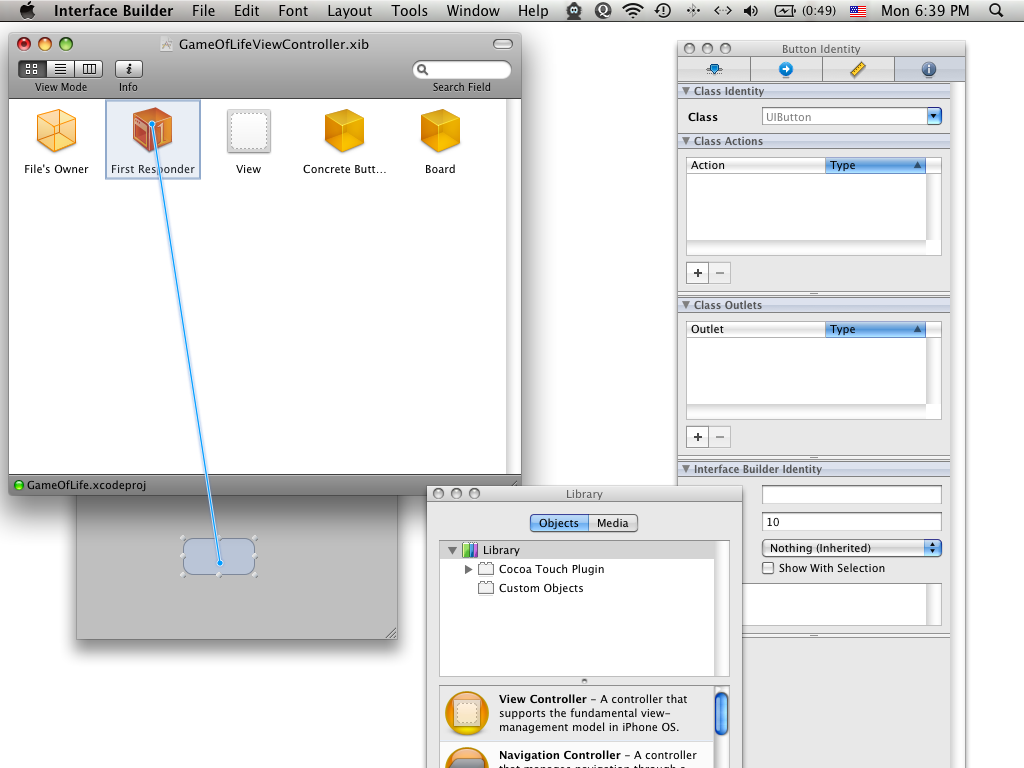 Interface Builder File Edit Font Layout Tools Window Help (0:49) Mon 6:39 PM
GameOfLifeViewController.xib
View Mode Info Search Field
File's Owner First Responder View Concrete Butt... Board
GameOfLife.xcodeproj
Button Identity
Class Identity
Class UIButton
Class Actions
Action Type
Class Outlets
Outlet Type
Interface Builder Identity
10
Nothing (Inherited)
Show With Selection
Library
Objects Media
Library
Cocoa Touch Plugin
Custom Objects
View Controller – A controller that
supports the fundamental view-
management model in iPhone OS.
Navigation Controller – A controller
that manages navigation through a